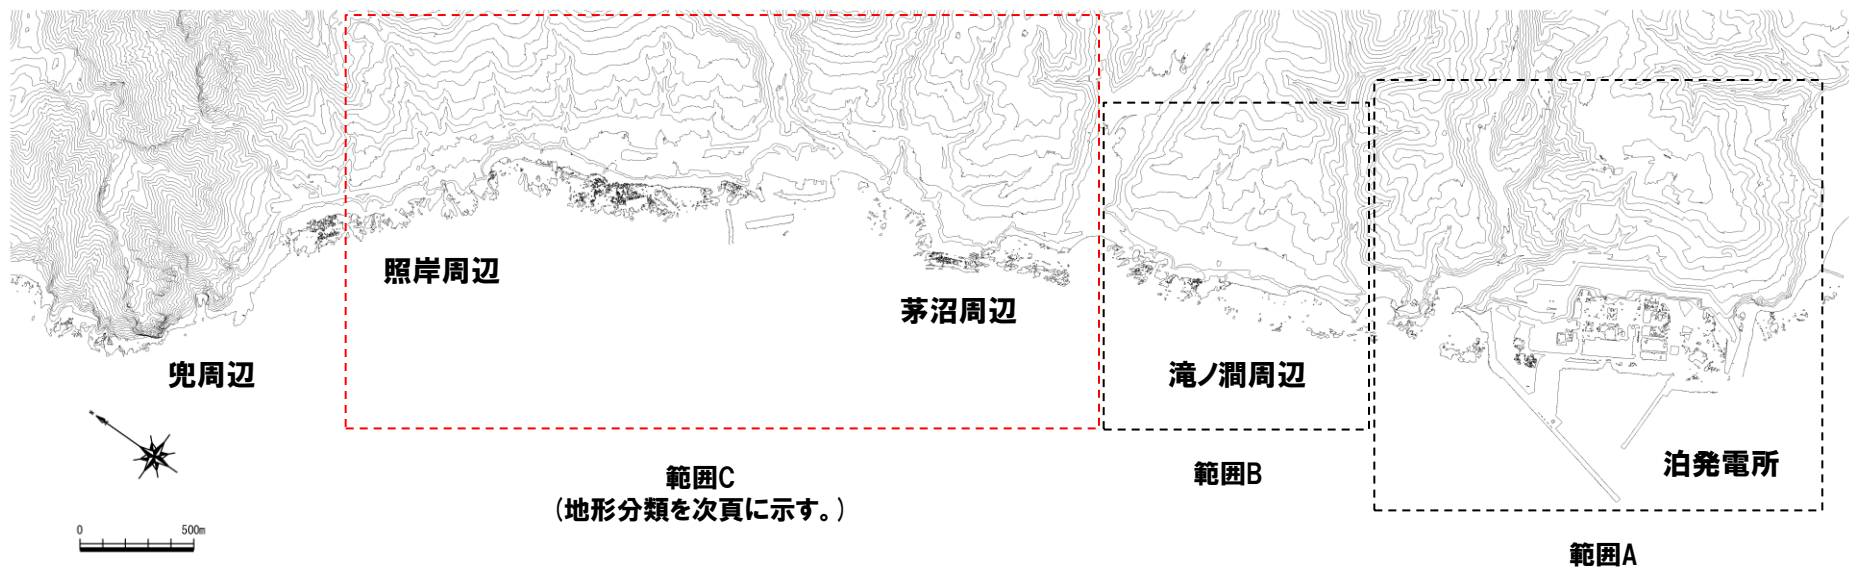 照岸周辺
茅沼周辺
兜周辺
滝ノ澗周辺
泊発電所
範囲C
(地形分類を次頁に示す。)
範囲B
範囲A
0 500m